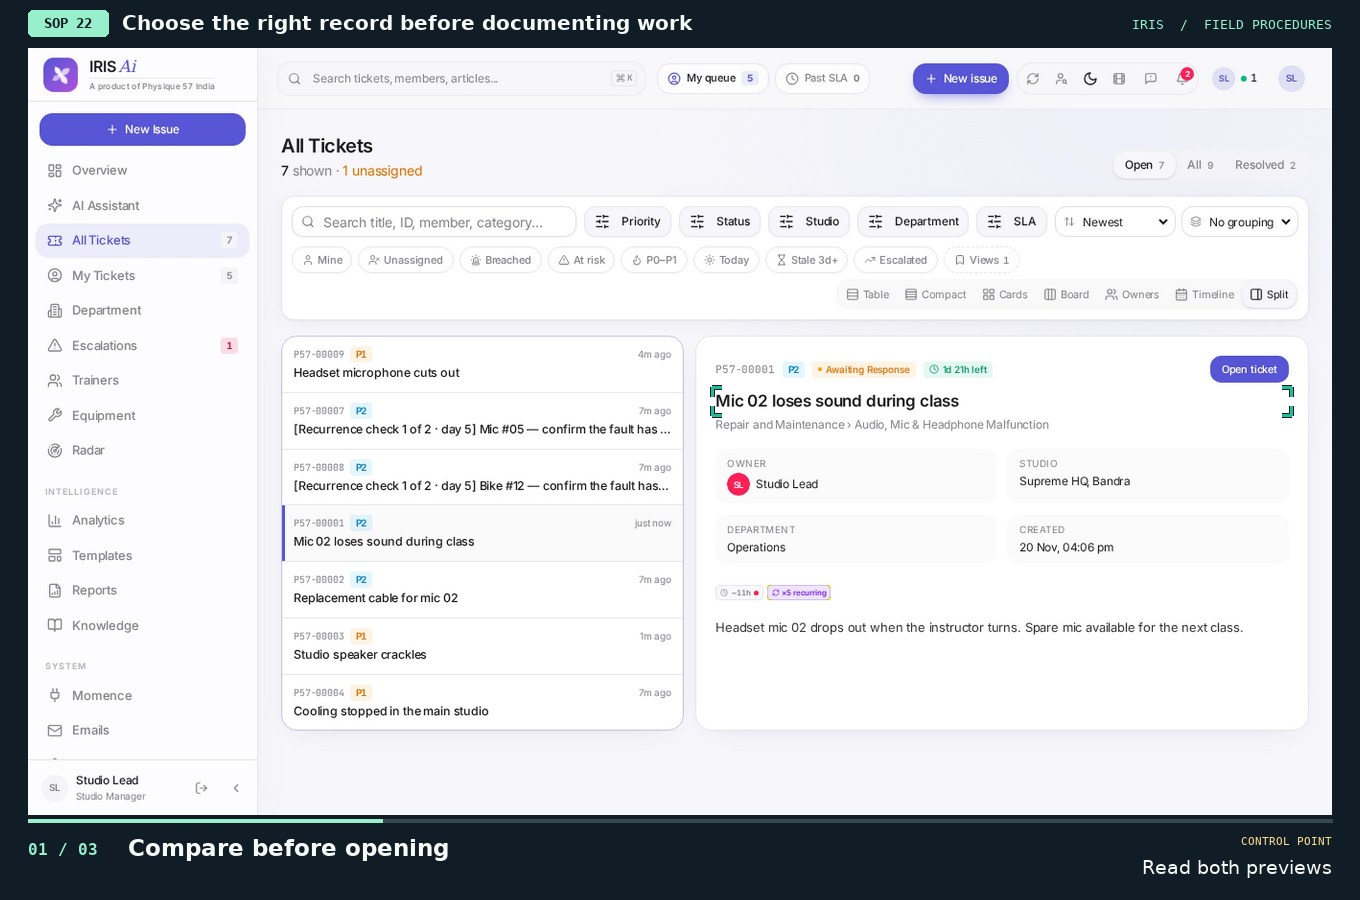 SOP 22 Choose the right record before documenting work
IRIS / FIELD PROCEDURES
IRIS Ai
A product of Physique 57 India
Search tickets, members, articles...
⌘K
My queue 5
Past SLA 0
+ New issue
2
SL
1
SL
+ New Issue
Overview
AI Assistant
All Tickets 7
My Tickets 5
Department
Escalations 1
Trainers
Equipment
Radar
INTELLIGENCE
Analytics
Templates
Reports
Knowledge
SYSTEM
Momence
Emails
SL
Studio Lead
Studio Manager
All Tickets
7 shown · 1 unassigned
Open 7
All 9
Resolved 2
Search title, ID, member, category...
Priority
Status
Studio
Department
SLA
Newest
No grouping
Mine
Unassigned
Breached
At risk
P0–P1
Today
Stale 3d+
Escalated
Views 1
Table
Compact
Cards
Board
Owners
Timeline
Split
P57-00009 P1 4m ago
Headset microphone cuts out
P57-00007 P2 7m ago
[Recurrence check 1 of 2 · day 5] Mic #05 — confirm the fault has ...
P57-00008 P2 7m ago
[Recurrence check 1 of 2 · day 5] Bike #12 — confirm the fault has...
P57-00001 P2 just now
Mic 02 loses sound during class
P57-00002 P2 7m ago
Replacement cable for mic 02
P57-00003 P1 1m ago
Studio speaker crackles
P57-00004 P1 7m ago
Cooling stopped in the main studio
P57-00001 P2 • Awaiting Response 1d 21h left
Open ticket
Mic 02 loses sound during class
Repair and Maintenance › Audio, Mic & Headphone Malfunction
OWNER
SL Studio Lead
STUDIO
Supreme HQ, Bandra
DEPARTMENT
Operations
CREATED
20 Nov, 04:06 pm
~11h
×5 recurring
Headset mic 02 drops out when the instructor turns. Spare mic available for the next class.
01 / 03 Compare before opening
CONTROL POINT
Read both previews